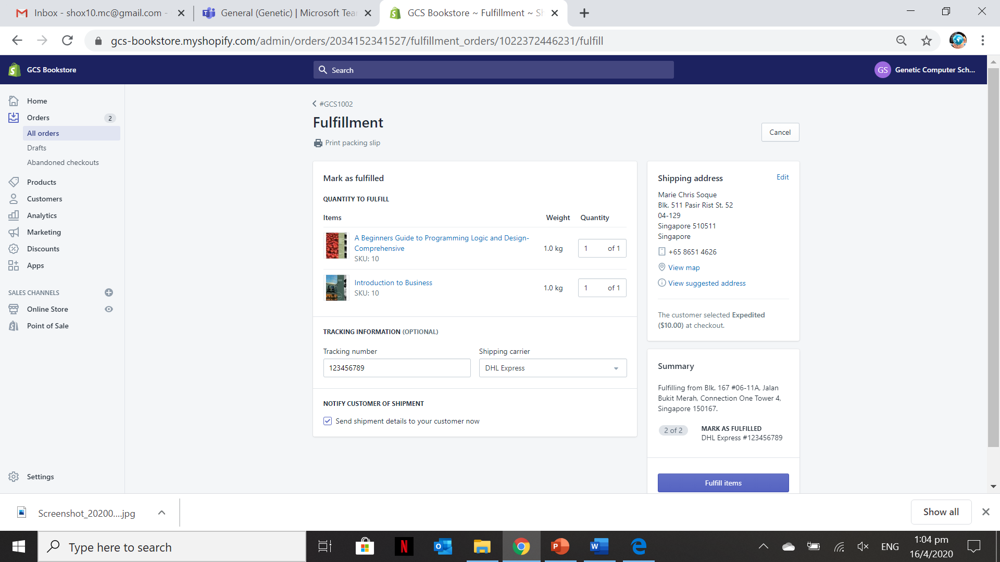 Inbox - shox10.mc@gmail.com -
General (Genetic) | Microsoft Tea
GCS Bookstore ~ Fulfillment ~ Sh
gcs-bookstore.myshopify.com/admin/orders/2034152341527/fulfillment_orders/1022372446231/fulfill
GCS Bookstore
Search
GS
Genetic Computer Sch...
Home
Orders
2
All orders
Drafts
Abandoned checkouts
Products
Customers
Analytics
Marketing
Discounts
Apps
SALES CHANNELS
Online Store
Point of Sale
Settings
#GCS1002
Fulfillment
Print packing slip
Cancel
Mark as fulfilled
QUANTITY TO FULFILL
Items Weight Quantity
A Beginners Guide to Programming Logic and Design-
Comprehensive
SKU: 10
1.0 kg
1 of 1
Introduction to Business
SKU: 10
1.0 kg
1 of 1
TRACKING INFORMATION (OPTIONAL)
Tracking number
123456789
Shipping carrier
DHL Express
NOTIFY CUSTOMER OF SHIPMENT
Send shipment details to your customer now
Shipping address
Edit
Marie Chris Soque
Blk. 511 Pasir Rist St. 52
04-129
Singapore 510511
Singapore
+65 8651 4626
View map
View suggested address
The customer selected Expedited
($10.00) at checkout.
Summary
Fulfilling from Blk. 167 #06-11A, Jalan
Bukit Merah, Connection One Tower 4,
Singapore 150167.
2 of 2
MARK AS FULFILLED
DHL Express #123456789
Fulfill items
Screenshot_20200....jpg
Show all
Type here to search
ENG
1:04 pm
16/4/2020